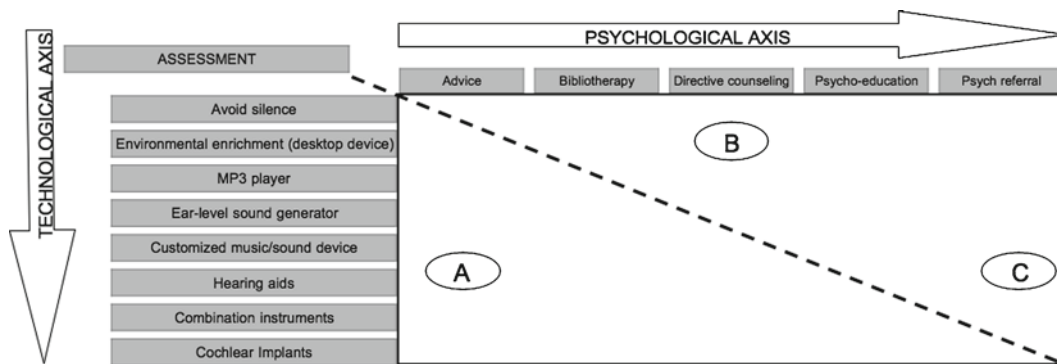 PSYCHOLOGICAL AXIS
TECHNOLOGICAL AXIS
ASSESSMENT
Advice
Bibliotherapy
Directive counseling
Psycho-education
Psych referral
Avoid silence
Environmental enrichment (desktop device)
MP3 player
Ear-level sound generator
Customized music/sound device
Hearing aids
Combination instruments
Cochlear Implants
B
A
C